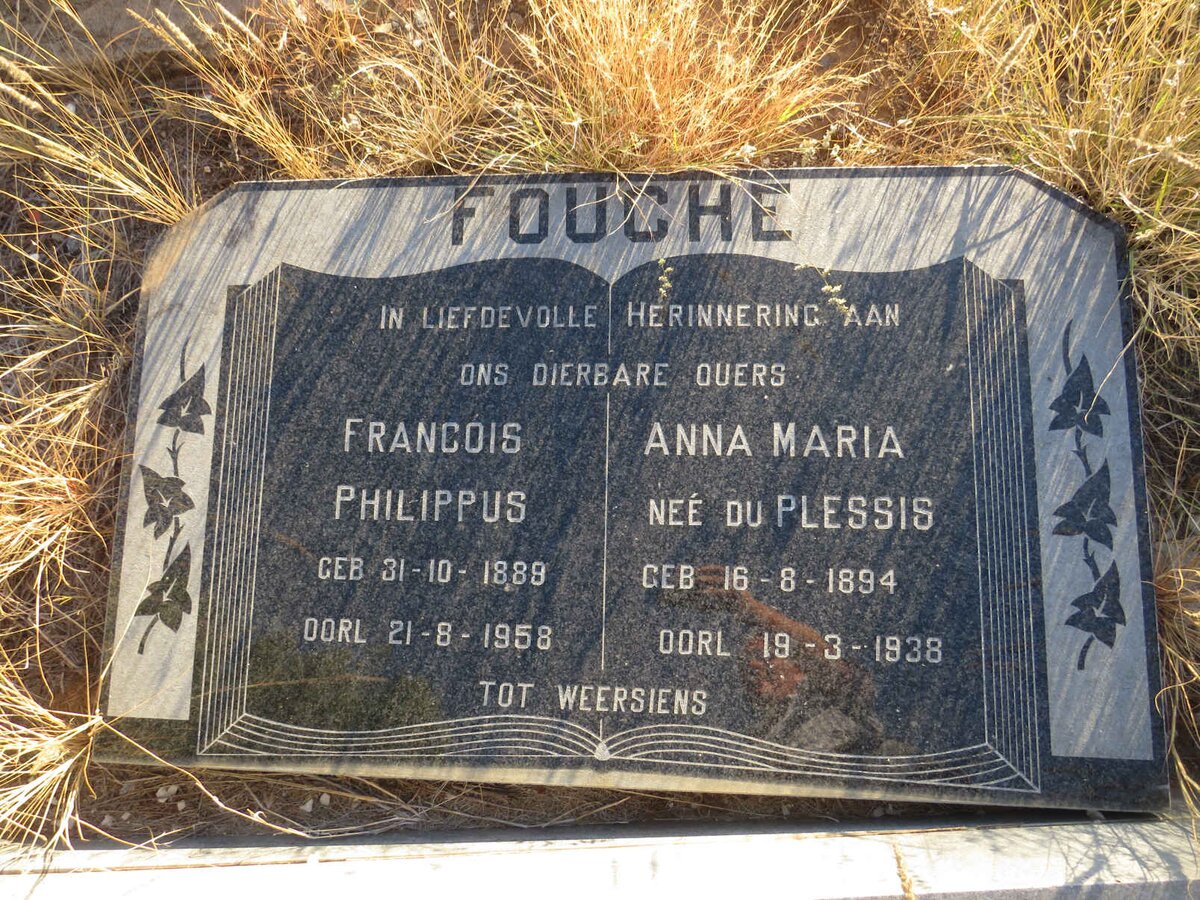 FOUCHE
IN LIEFDEVOLLE HERINNERING AAN
ONS DIERBARE OUERS
FRANCOIS
PHILIPPUS
GEB 31-10-1889
OORL 21-8-1958
ANNA MARIA
NEÉ DU PLESSIS
GEB 16-8-1894
OORL 19-3-1938
TOT WEERSIENS